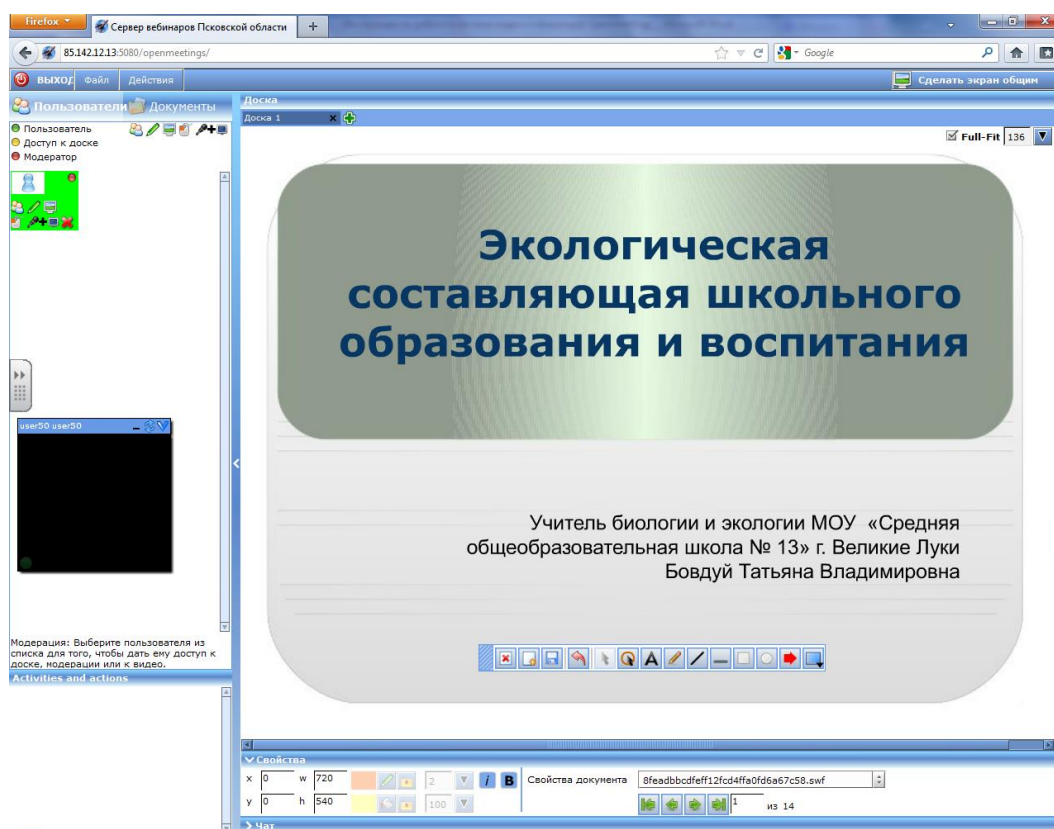 Firefox
Сервер вебинаров Псковской области
85.142.12.13:5080/openmeetings/
Google
выход Файл Действия
Сделать экран общим
Пользователи Документы
Доска
Доска 1
Пользователь
Доступ к доске
Модератор
Full-Fit 136
Экологическая
составляющая школьного
образования и воспитания
user50 user50
Учитель биологии и экологии МОУ «Средняя
общеобразовательная школа № 13» г. Великие Луки
Бовдуй Татьяна Владимировна
Модерация: Выберите пользователя из
списка для того, чтобы дать ему доступ к
доске, модерации или к видео.
Activities and actions
Свойства
x 0 w 720 2 i B Свойства документа 8feadbbcdfeff12fcd4ffa0fd6a67c58.swf
y 0 h 540 100 1 из 14
Чат